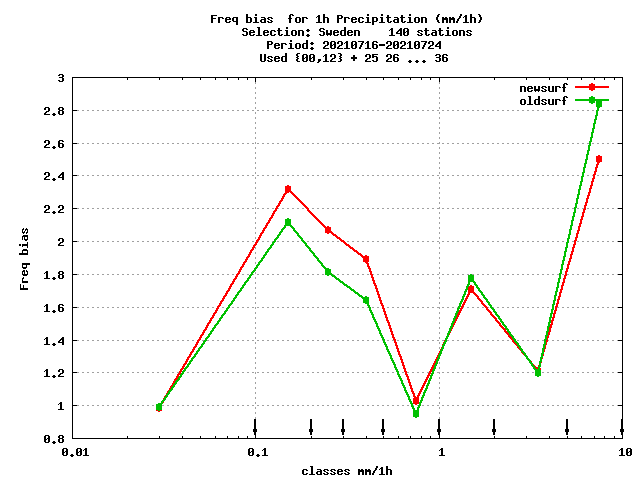 Freq bias  for 1h Precipitation (mm/1h)
Selection: Sweden    140 stations
Period: 20210716-20210724
Used {00,12} + 25 26 ... 36
newsurf
oldsurf
3
2.8
2.6
2.4
2.2
2
1.8
1.6
1.4
1.2
1
0.8
Freq bias
0.01 0.1 1 10
classes mm/1h